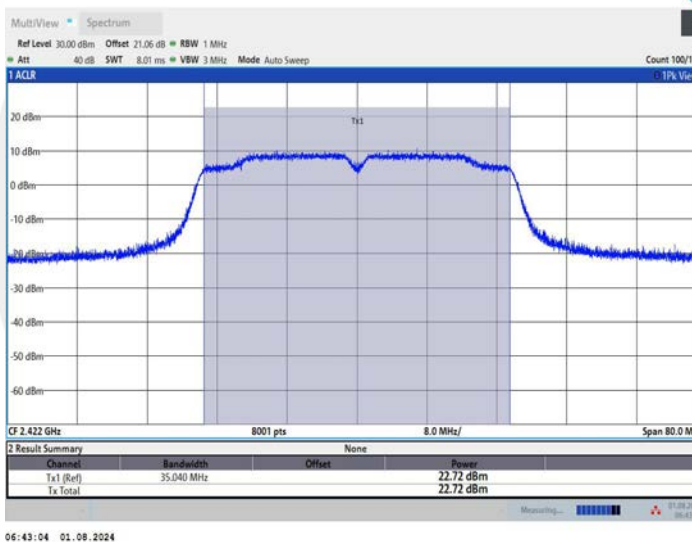 MultiView Spectrum
Ref Level 30.00 dBm Offset 21.06 dB RBW 1 MHz
Att 40 dB SWT 8.01 ms VBW 3 MHz Mode Auto Sweep Count 100/1
1 ACLR 1Pk Vie
Tx1
20 dBm
10 dBm
0 dBm
-10 dBm
-20 dBm
-30 dBm
-40 dBm
-50 dBm
-60 dBm
CF 2.422 GHz 8001 pts 8.0 MHz/ Span 80.0 M
2 Result Summary None
Channel Bandwidth Offset Power
Tx1 (Ref) 35.040 MHz 22.72 dBm
Tx Total 22.72 dBm
Measuring...
06:43:04 01.08.2024